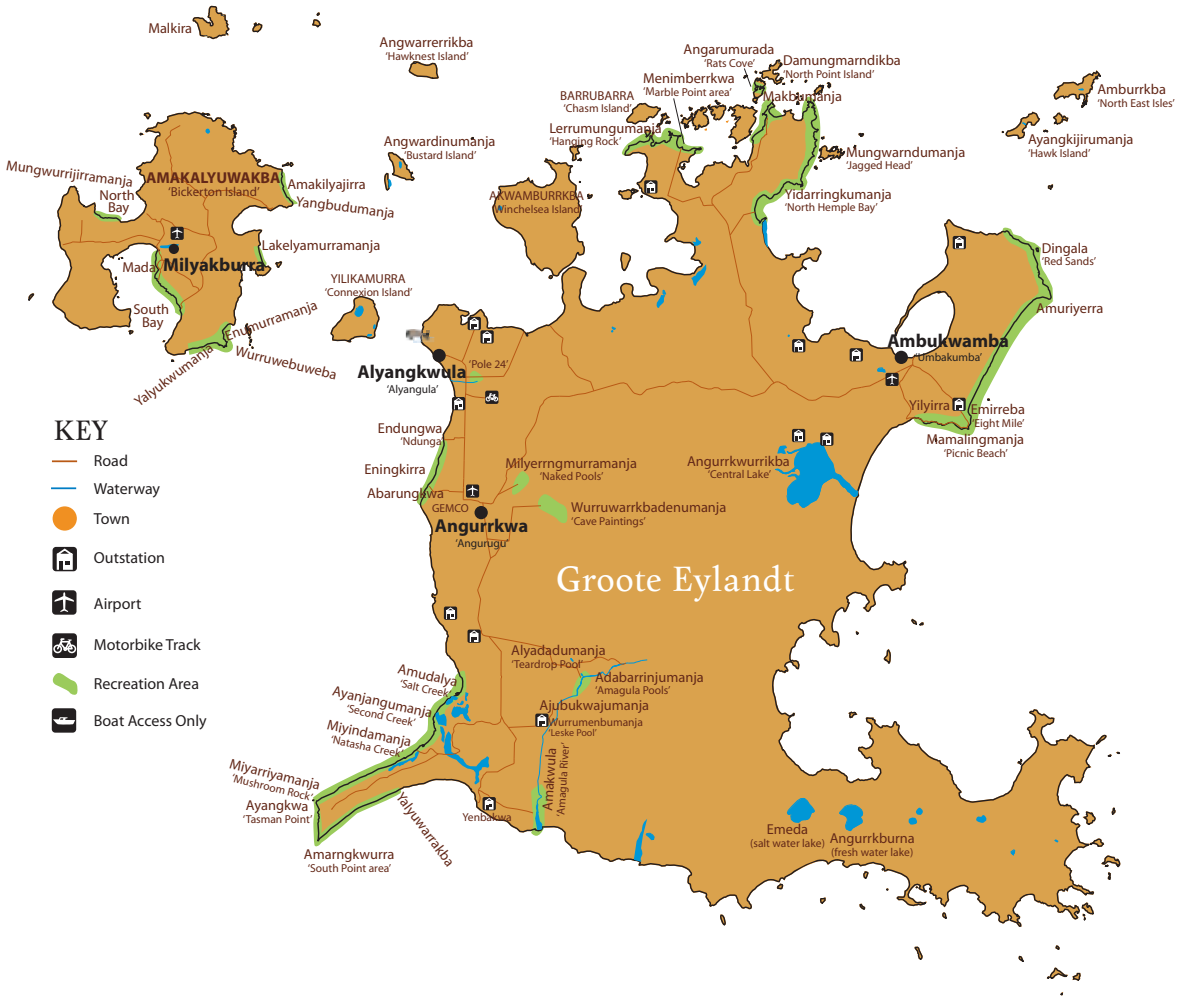 Malkira
Angwarrerrikba
'Hawknest Island'
Angarumurada
'Rats Cove'
Damungmarndikba
'North Point Island'
Menimberrkwa
'Marble Point area'
Makbumanja
BARRUBARRA
'Chasm Island'
Amburrkba
'North East Isles'
Lerrumungumanja
'Hanging Rock'
Ayangkijirumanja
'Hawk Island'
Angwardinumanja
'Bustard Island'
Mungwarndumanja
'Jagged Head'
Mungwurrijirramanja
North
Bay
AMAKALYUWAKBA
'Bickerton Island'
Amakilyajirra
Yangbudumanja
AKWAMBURRKBA
'Winchelsea Island'
Yidarringkumanja
'North Hemple Bay'
Lakelyamurramanja
Mada
Milyakburra
Dingala
'Red Sands'
YILIKAMURRA
'Connexion Island'
South
Bay
Enumurramanja
Amuriyerra
Yalyukwumanja
Wurruwebuweba
Ambukwamba
'Umbakumba'
Alyangkwula
'Alyangula'
'Pole 24'
Yilyirra
Emirreba
'Eight Mile'
Mamalingmanja
'Picnic Beach'
KEY
Road
Waterway
Town
Outstation
Airport
Motorbike Track
Recreation Area
Boat Access Only
Endungwa
'Ndunga'
Eningkirra
Abarungkwa
GEMCO
Angurrkwa
'Angurugu'
Milyerrngmurramanja
'Naked Pools'
Wurruwarrkbadenumanja
'Cave Paintings'
Angurrkwurrikba
'Central Lake'
Groote Eylandt
Alyadadumanja
'Teardrop Pool'
Adabarrinjumanja
'Amagula Pools'
Ajubukwajumanja
Wurrumenbumanja
'Leske Pool'
Amakwula
'Amagula River'
Amudalya
'Salt Creek'
Ayanjangumanja
'Second Creek'
Miyindamanja
'Natasha Creek'
Miyarriyamanja
'Mushroom Rock'
Ayangkwa
'Tasman Point'
Amarngkwurra
'South Point area'
Yalyuwarrakba
Yenbakwa
Emeda
(salt water lake)
Angurrkburna
(fresh water lake)